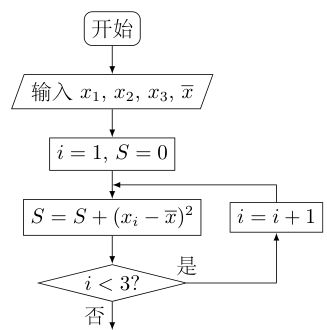 开始
输入 x₁, x₂, x₃, x̅
i = 1, S = 0
S = S + (xᵢ − x̅)²
i = i + 1
i < 3?
是
否